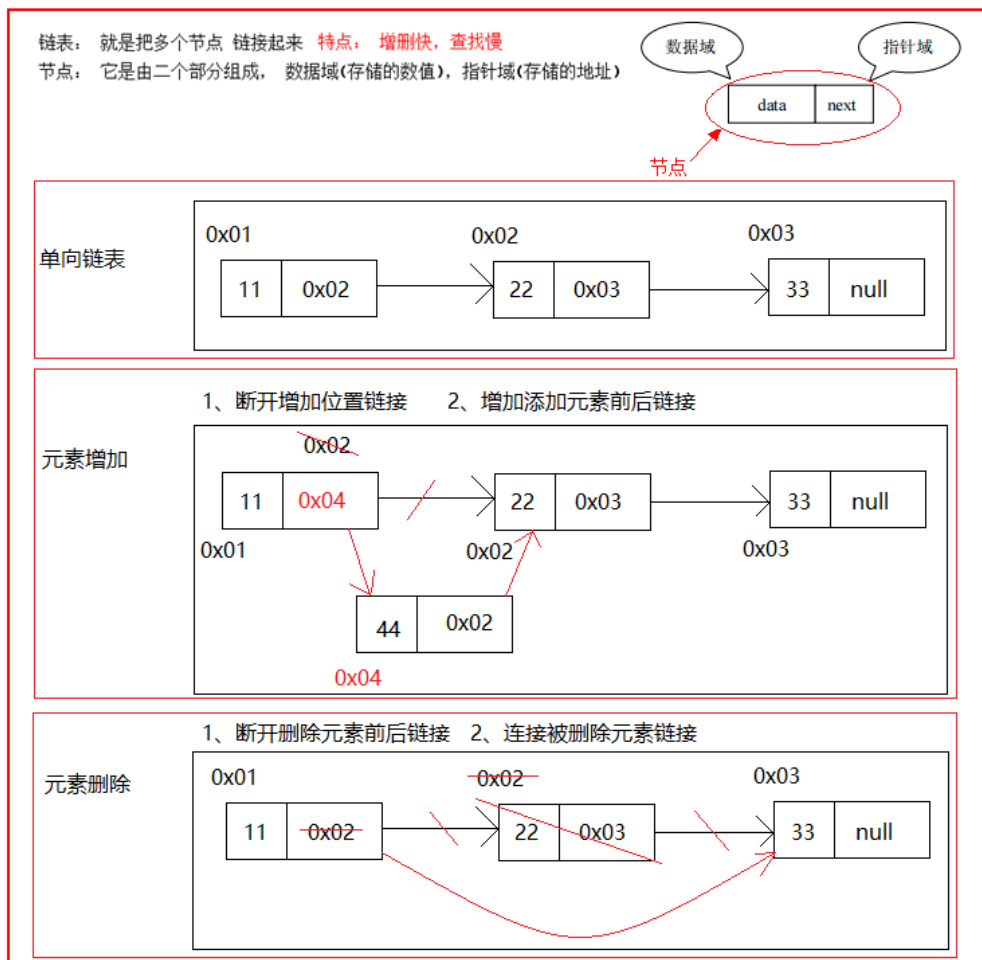 链表： 就是把多个节点 链接起来 特点： 增删快，查找慢
节点： 它是由二个部分组成， 数据域(存储的数值)，指针域(存储的地址)
数据域 指针域
data next
节点
单向链表
0x01 0x02 0x03
11 0x02 22 0x03 33 null
元素增加
1、断开增加位置链接 2、增加添加元素前后链接
0x02
11 0x04 22 0x03 33 null
0x01 0x02 0x03
44 0x02
0x04
元素删除
1、断开删除元素前后链接 2、连接被删除元素链接
0x01 0x02 0x03
11 0x02 22 0x03 33 null